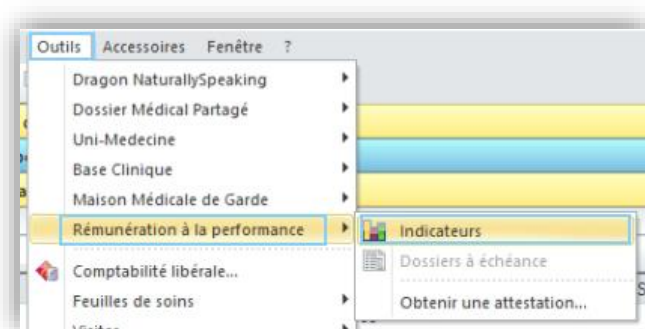 Outils Accessoires Fenêtre ?
Dragon NaturallySpeaking
Dossier Médical Partagé
Uni-Medecine
Base Clinique
Maison Médicale de Garde
Rémunération à la performance
Indicateurs
Dossiers à échéance
Comptabilité libérale...
Obtenir une attestation...
Feuilles de soins